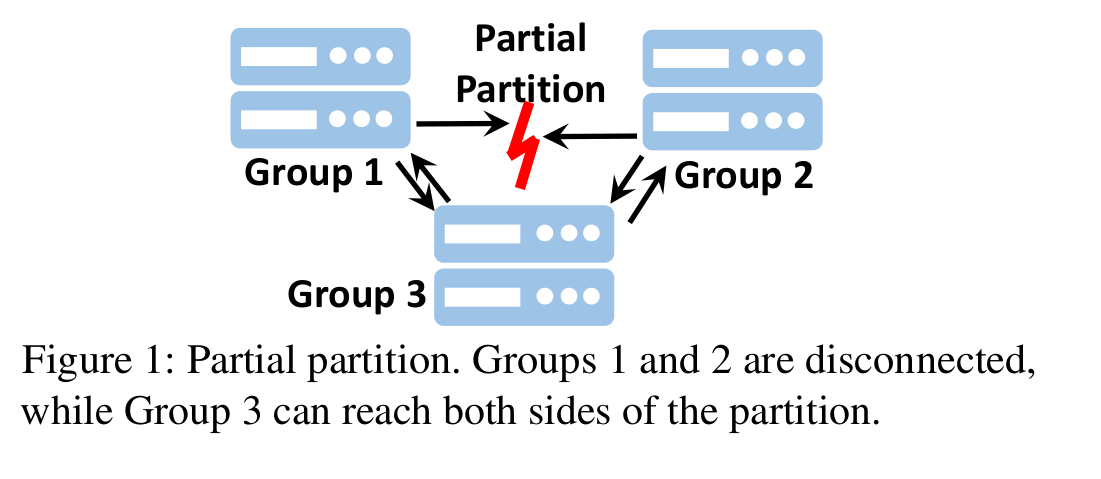 Partial
Partition
Group 1
Group 2
Group 3
Figure 1: Partial partition. Groups 1 and 2 are disconnected,
while Group 3 can reach both sides of the partition.